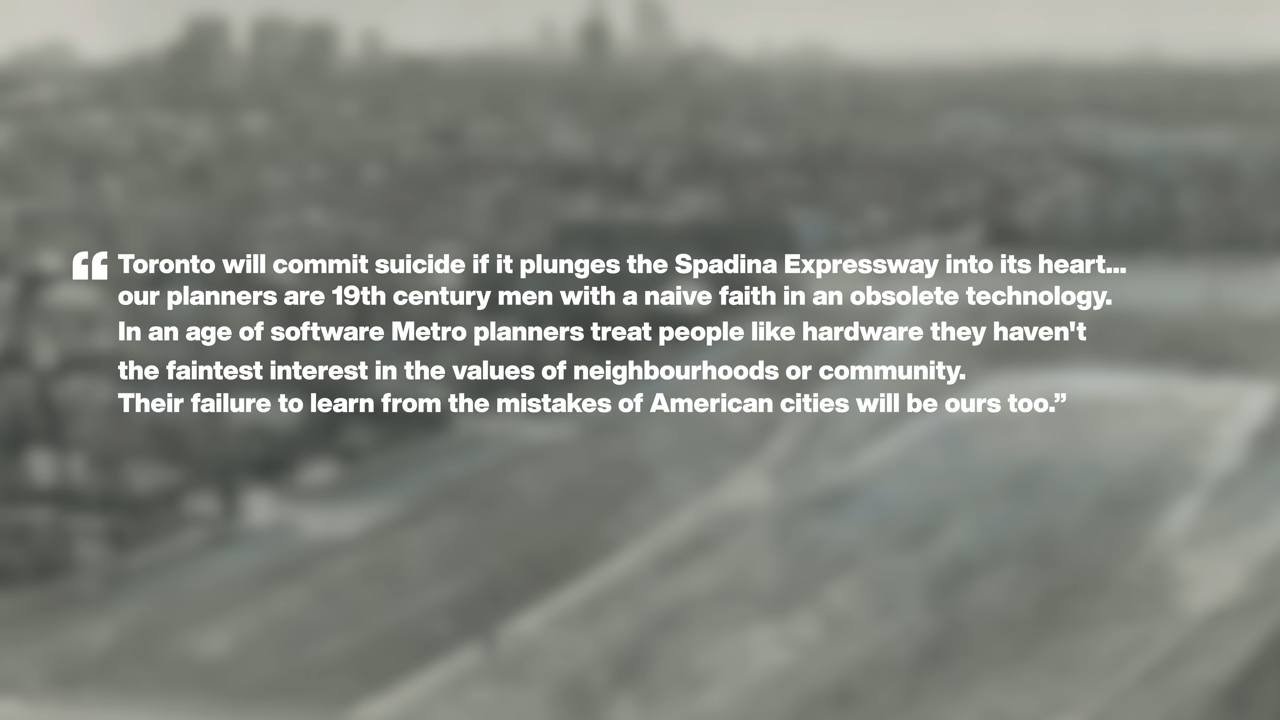 “Toronto will commit suicide if it plunges the Spadina Expressway into its heart...
our planners are 19th century men with a naive faith in an obsolete technology.
In an age of software Metro planners treat people like hardware they haven't
the faintest interest in the values of neighbourhoods or community.
Their failure to learn from the mistakes of American cities will be ours too.”